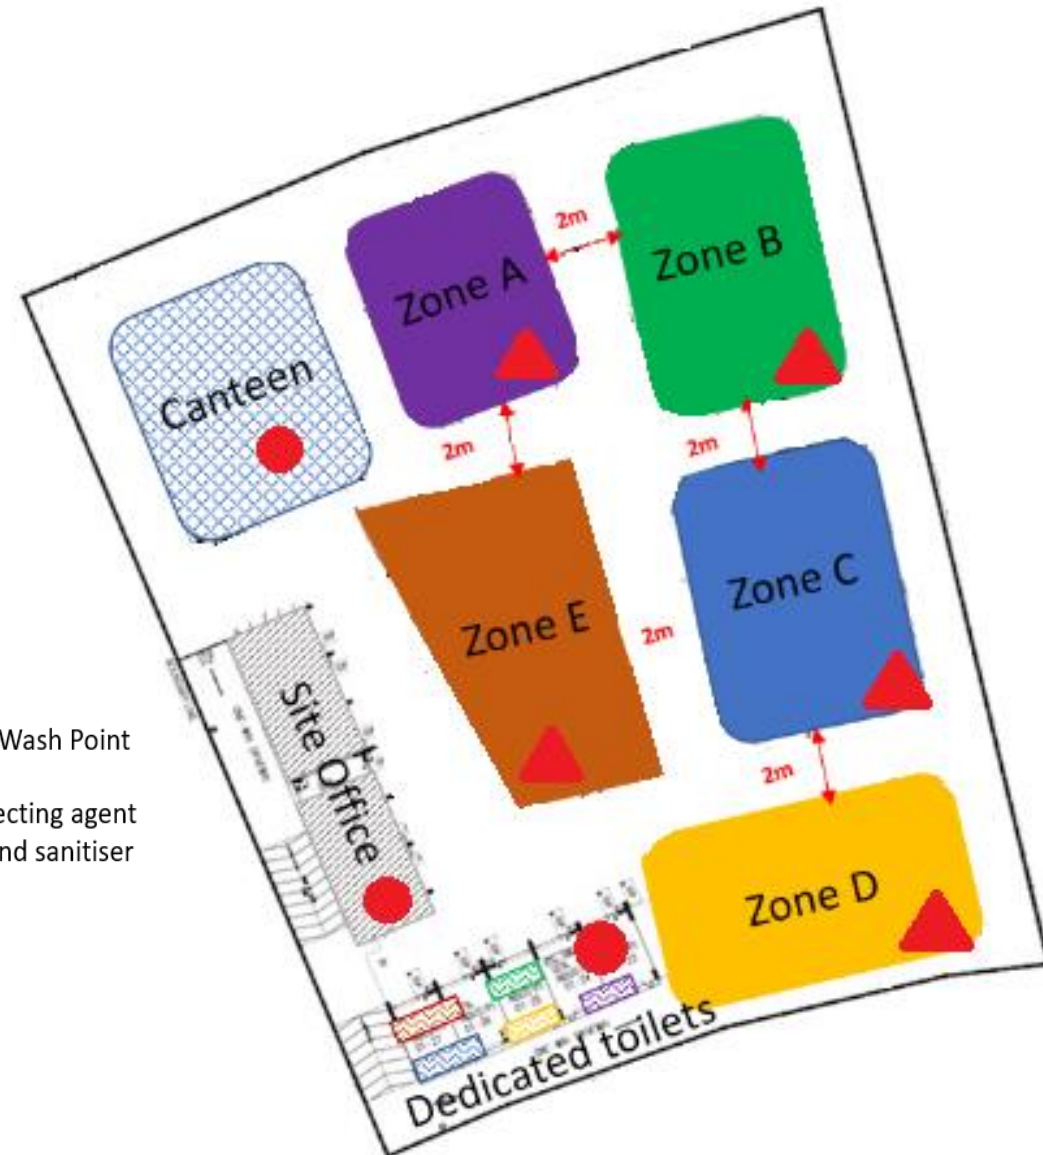 2m
Zone B
Zone A
Canteen
2m
2m
Zone C
Zone E
2m
Site Office
Wash Point
2m
ecting agent
nd sanitiser
Zone D
Dedicated toilets